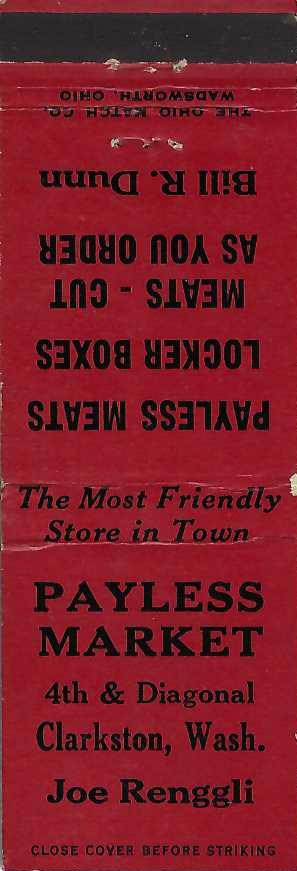 The Most Friendly
Store in Town
PAYLESS
MARKET
4th & Diagonal
Clarkston, Wash.
Joe Renggli
CLOSE COVER BEFORE STRIKING
PAYLESS MEATS
LOCKER BOXES
MEATS - CUT
AS YOU ORDER
Bill R. Dunn
THE OHIO MATCH CO.
WADSWORTH, OHIO